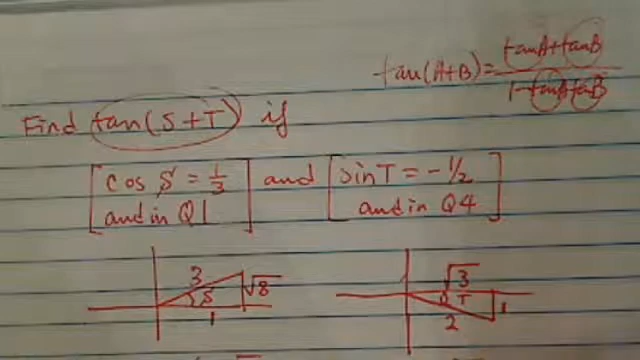 tan(A+B) = tanA+tanB / 1-tanAtanB
Find tan(S+T) if
cos S = 1/3 and sin T = - 1/2
and in Q1 and in Q4
3 √8 S 1
√3 T 1 2